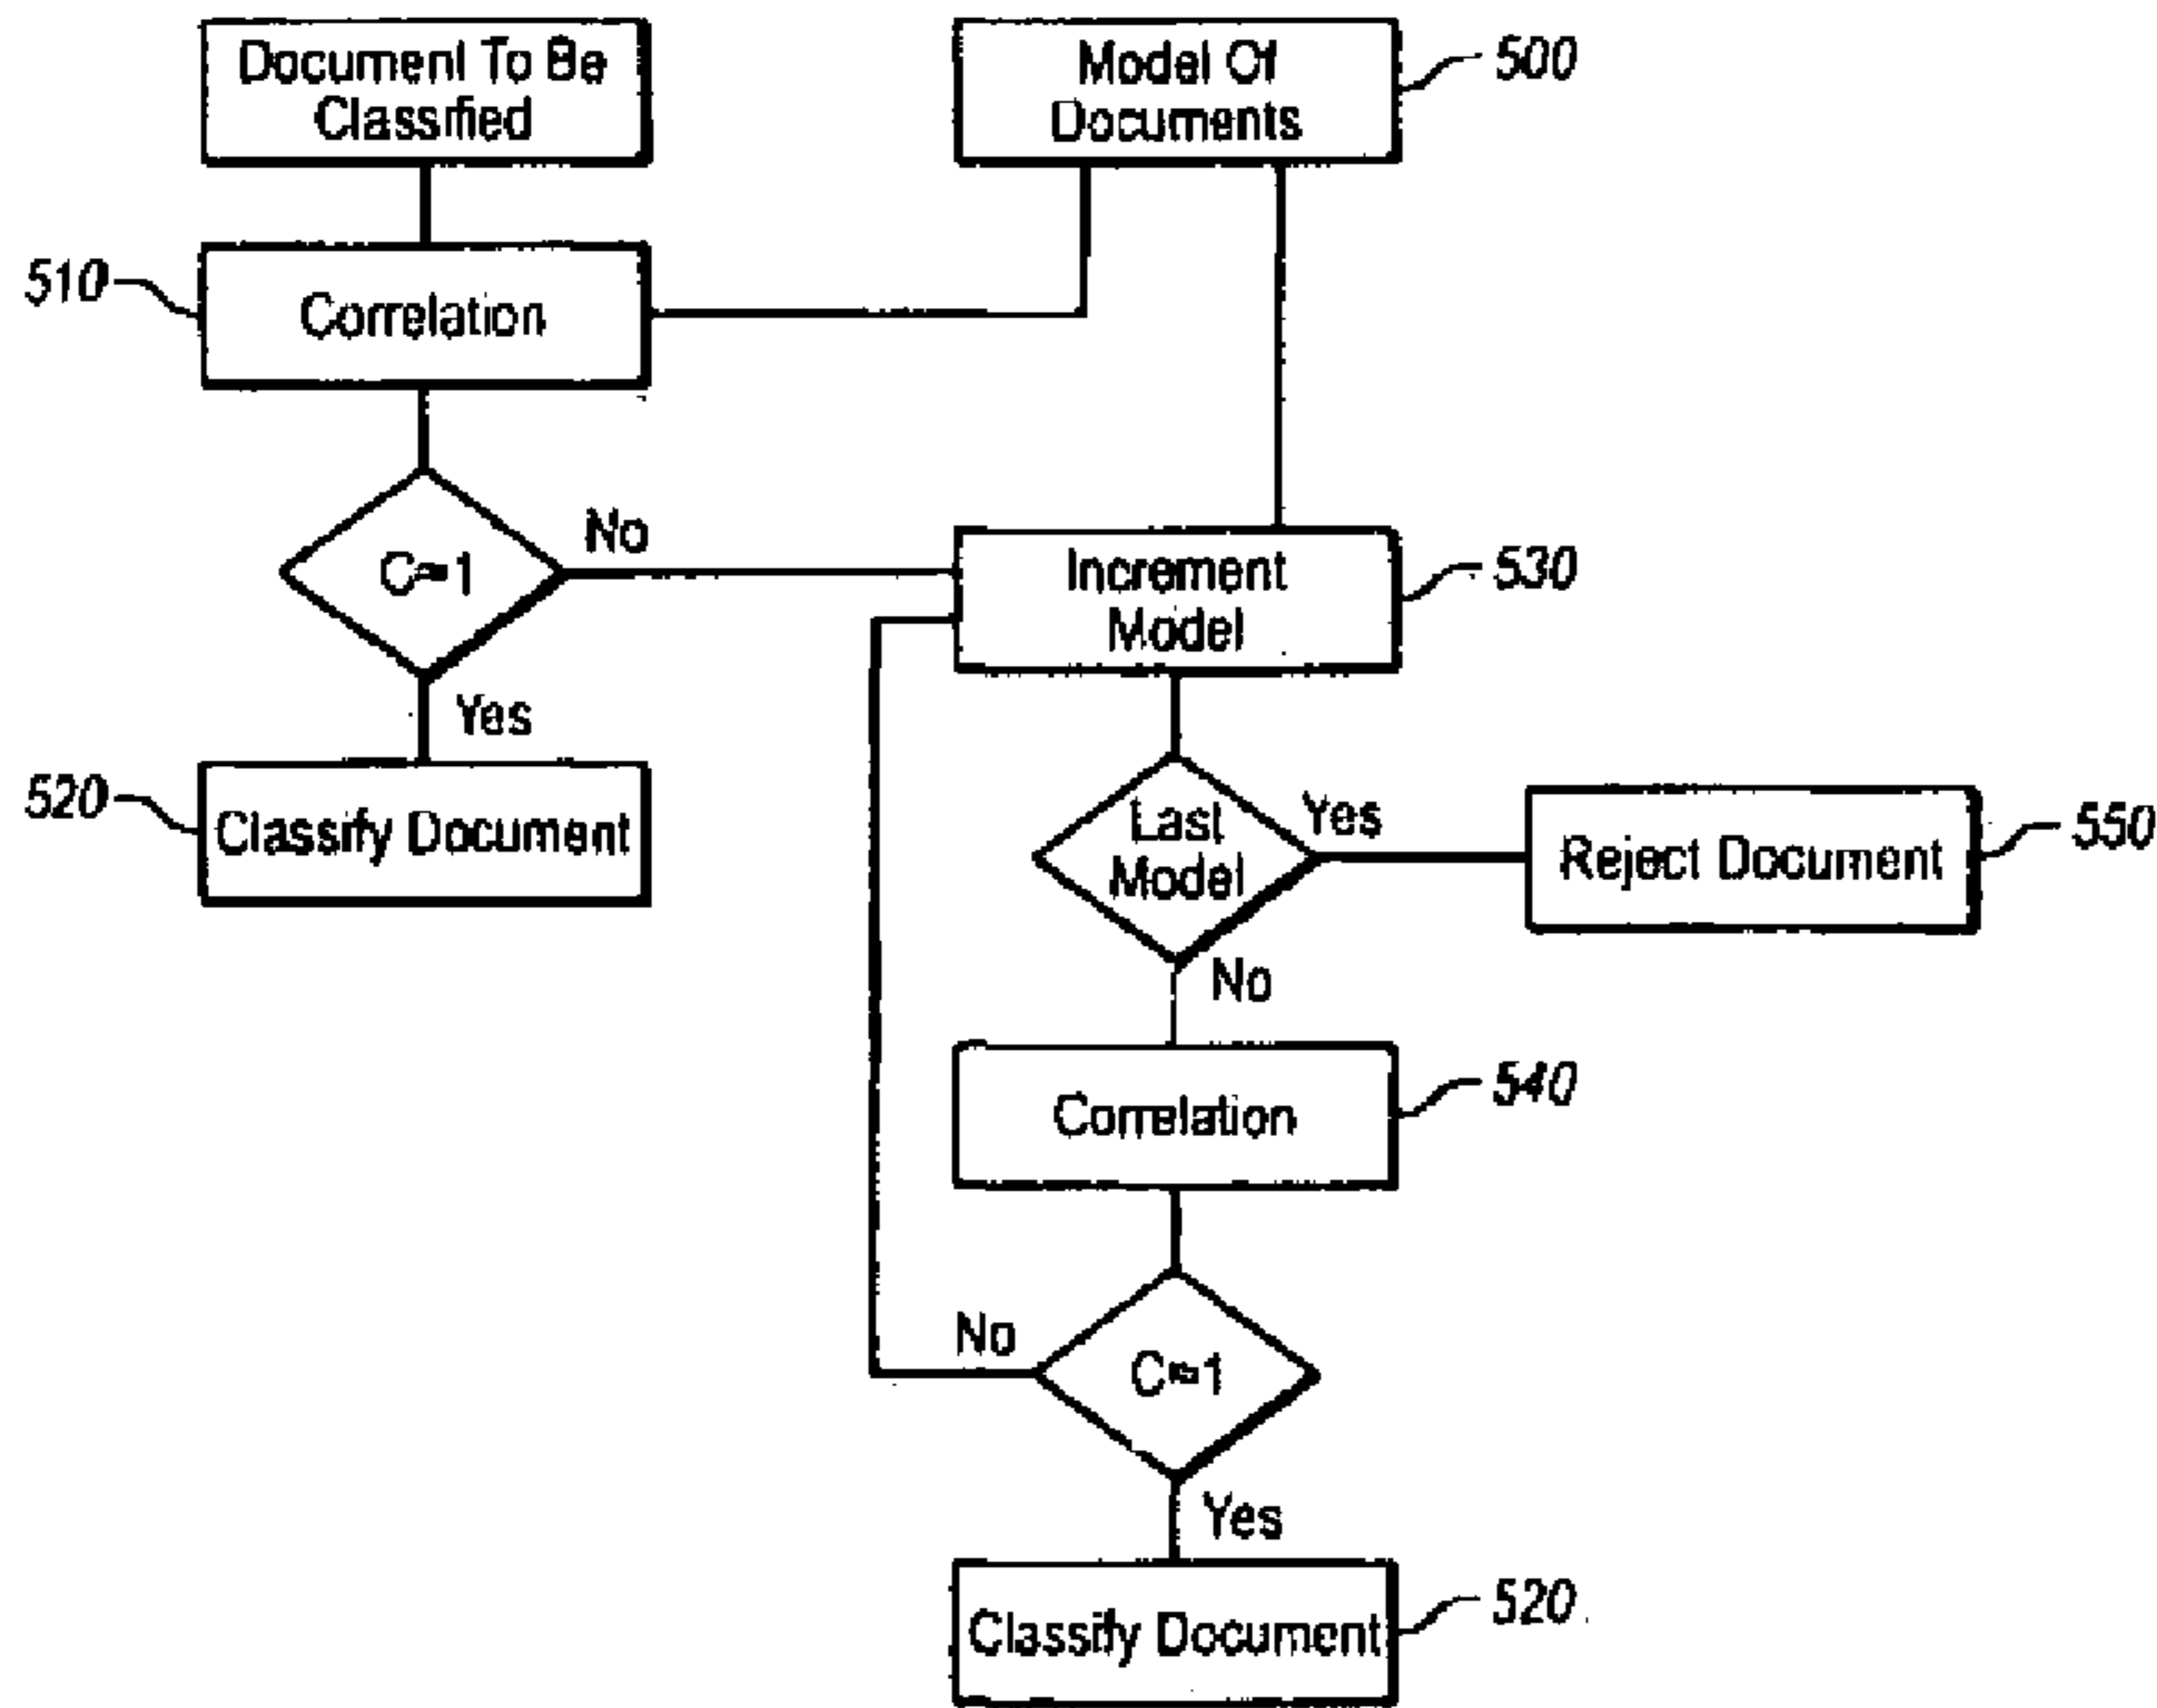 Document To Be
Classified
Model Of
Documents
500
510
Correlation
C≈1
No
Yes
Increment
Model
530
520
Classify Document
Last
Model
Yes
No
Reject Document
550
Correlation
540
No
C≈1
Yes
Classify Document
520